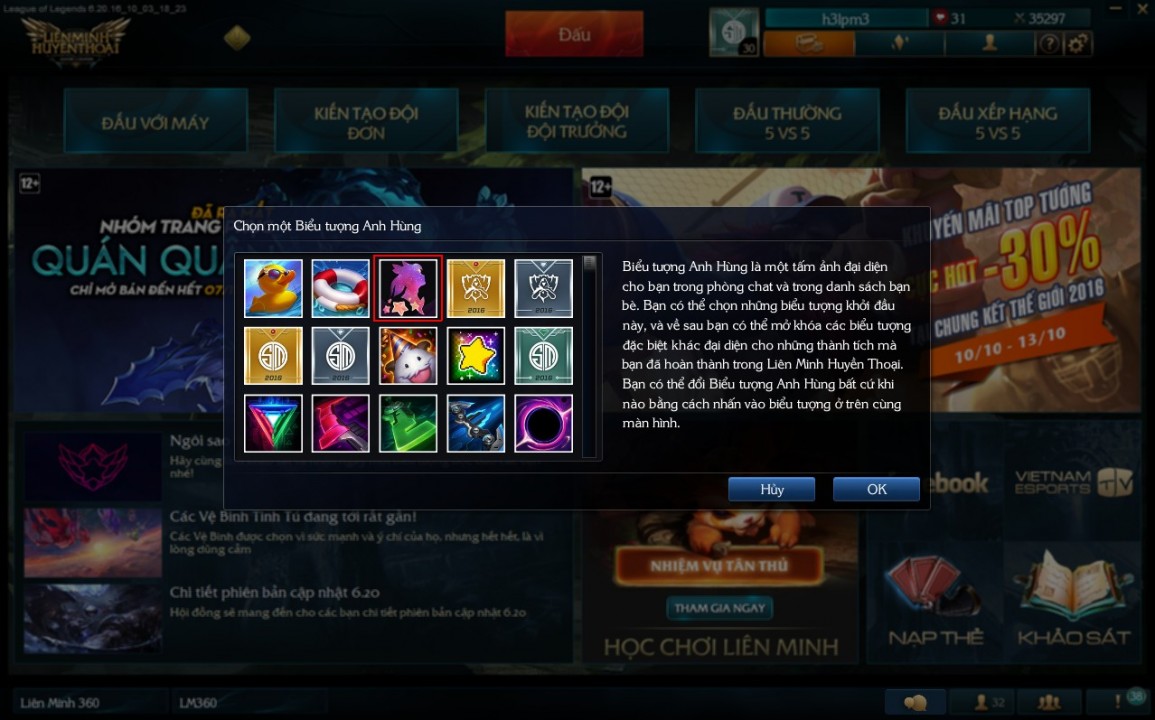 League of Legends 6.20.16_10_03_18_23
LIÊN MINH
HUYỀN THOẠI
Đấu
30
h3lpm3
31
35297
?
ĐẤU VỚI MÁY
KIẾN TẠO ĐỘI
ĐƠN
KIẾN TẠO ĐỘI
ĐỘI TRƯỞNG
ĐẤU THƯỜNG
5 VS 5
ĐẤU XẾP HẠNG
5 VS 5
12+
12+
NHÓM TRANG
QUÁN QU
CHỈ MỞ BÁN ĐẾN HẾT
MÃI TOP TƯỚNG
HOT -30%
CHUNG KẾT THẾ GIỚI 2016
10/10 - 13/10
Chọn một Biểu tượng Anh Hùng
2016
2016
2016
2016
2016
Biểu tượng Anh Hùng là một tấm ảnh đại diện
cho bạn trong phòng chat và trong danh sách bạn
bè. Bạn có thể chọn những biểu tượng khởi đầu
này, và về sau bạn có thể mở khóa các biểu tượng
đặc biệt khác đại diện cho những thành tích mà
bạn đã hoàn thành trong Liên Minh Huyền Thoại.
Bạn có thể đổi Biểu tượng Anh Hùng bất cứ khi
nào bằng cách nhấn vào biểu tượng ở trên cùng
màn hình.
Hủy
OK
Ngôi sao
Hãy cùng
nhé!
Các Vệ Binh Tinh Tú đang tới rất gần!
Các Vệ Binh được chọn vì sức mạnh và ý chí của họ, nhưng hết hết, là vì
lòng dũng cảm
Chi tiết phiên bản cập nhật 6.20
Hội đồng sẽ mang đến cho các bạn chi tiết phiên bản cập nhật 6.20
NHIỆM VỤ TÂN THỦ
THAM GIA NGAY
HỌC CHƠI LIÊN MINH
ebook
VIETNAM
ESPORTS TV
NẠP THẺ
KHẢO SÁT
Liên Minh 360
LM360
32
38